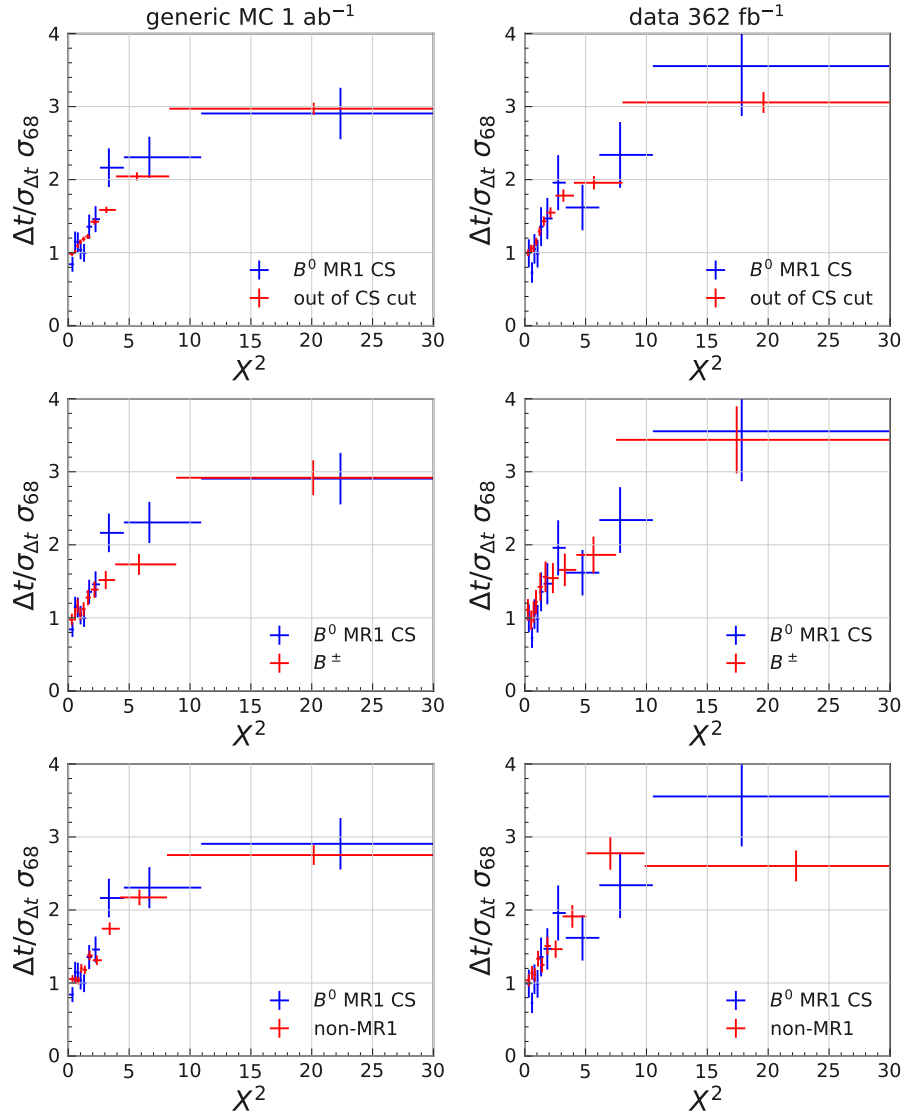 generic MC 1 ab⁻¹
data 362 fb⁻¹
Δt/σ_Δt σ₆₈
4
3
2
1
0
B⁰ MR1 CS
out of CS cut
0 5 10 15 20 25 30
X²
Δt/σ_Δt σ₆₈
4
3
2
1
0
B⁰ MR1 CS
out of CS cut
0 5 10 15 20 25 30
X²
Δt/σ_Δt σ₆₈
4
3
2
1
0
B⁰ MR1 CS
B±
0 5 10 15 20 25 30
X²
Δt/σ_Δt σ₆₈
4
3
2
1
0
B⁰ MR1 CS
B±
0 5 10 15 20 25 30
X²
Δt/σ_Δt σ₆₈
4
3
2
1
0
B⁰ MR1 CS
non-MR1
0 5 10 15 20 25 30
X²
Δt/σ_Δt σ₆₈
4
3
2
1
0
B⁰ MR1 CS
non-MR1
0 5 10 15 20 25 30
X²